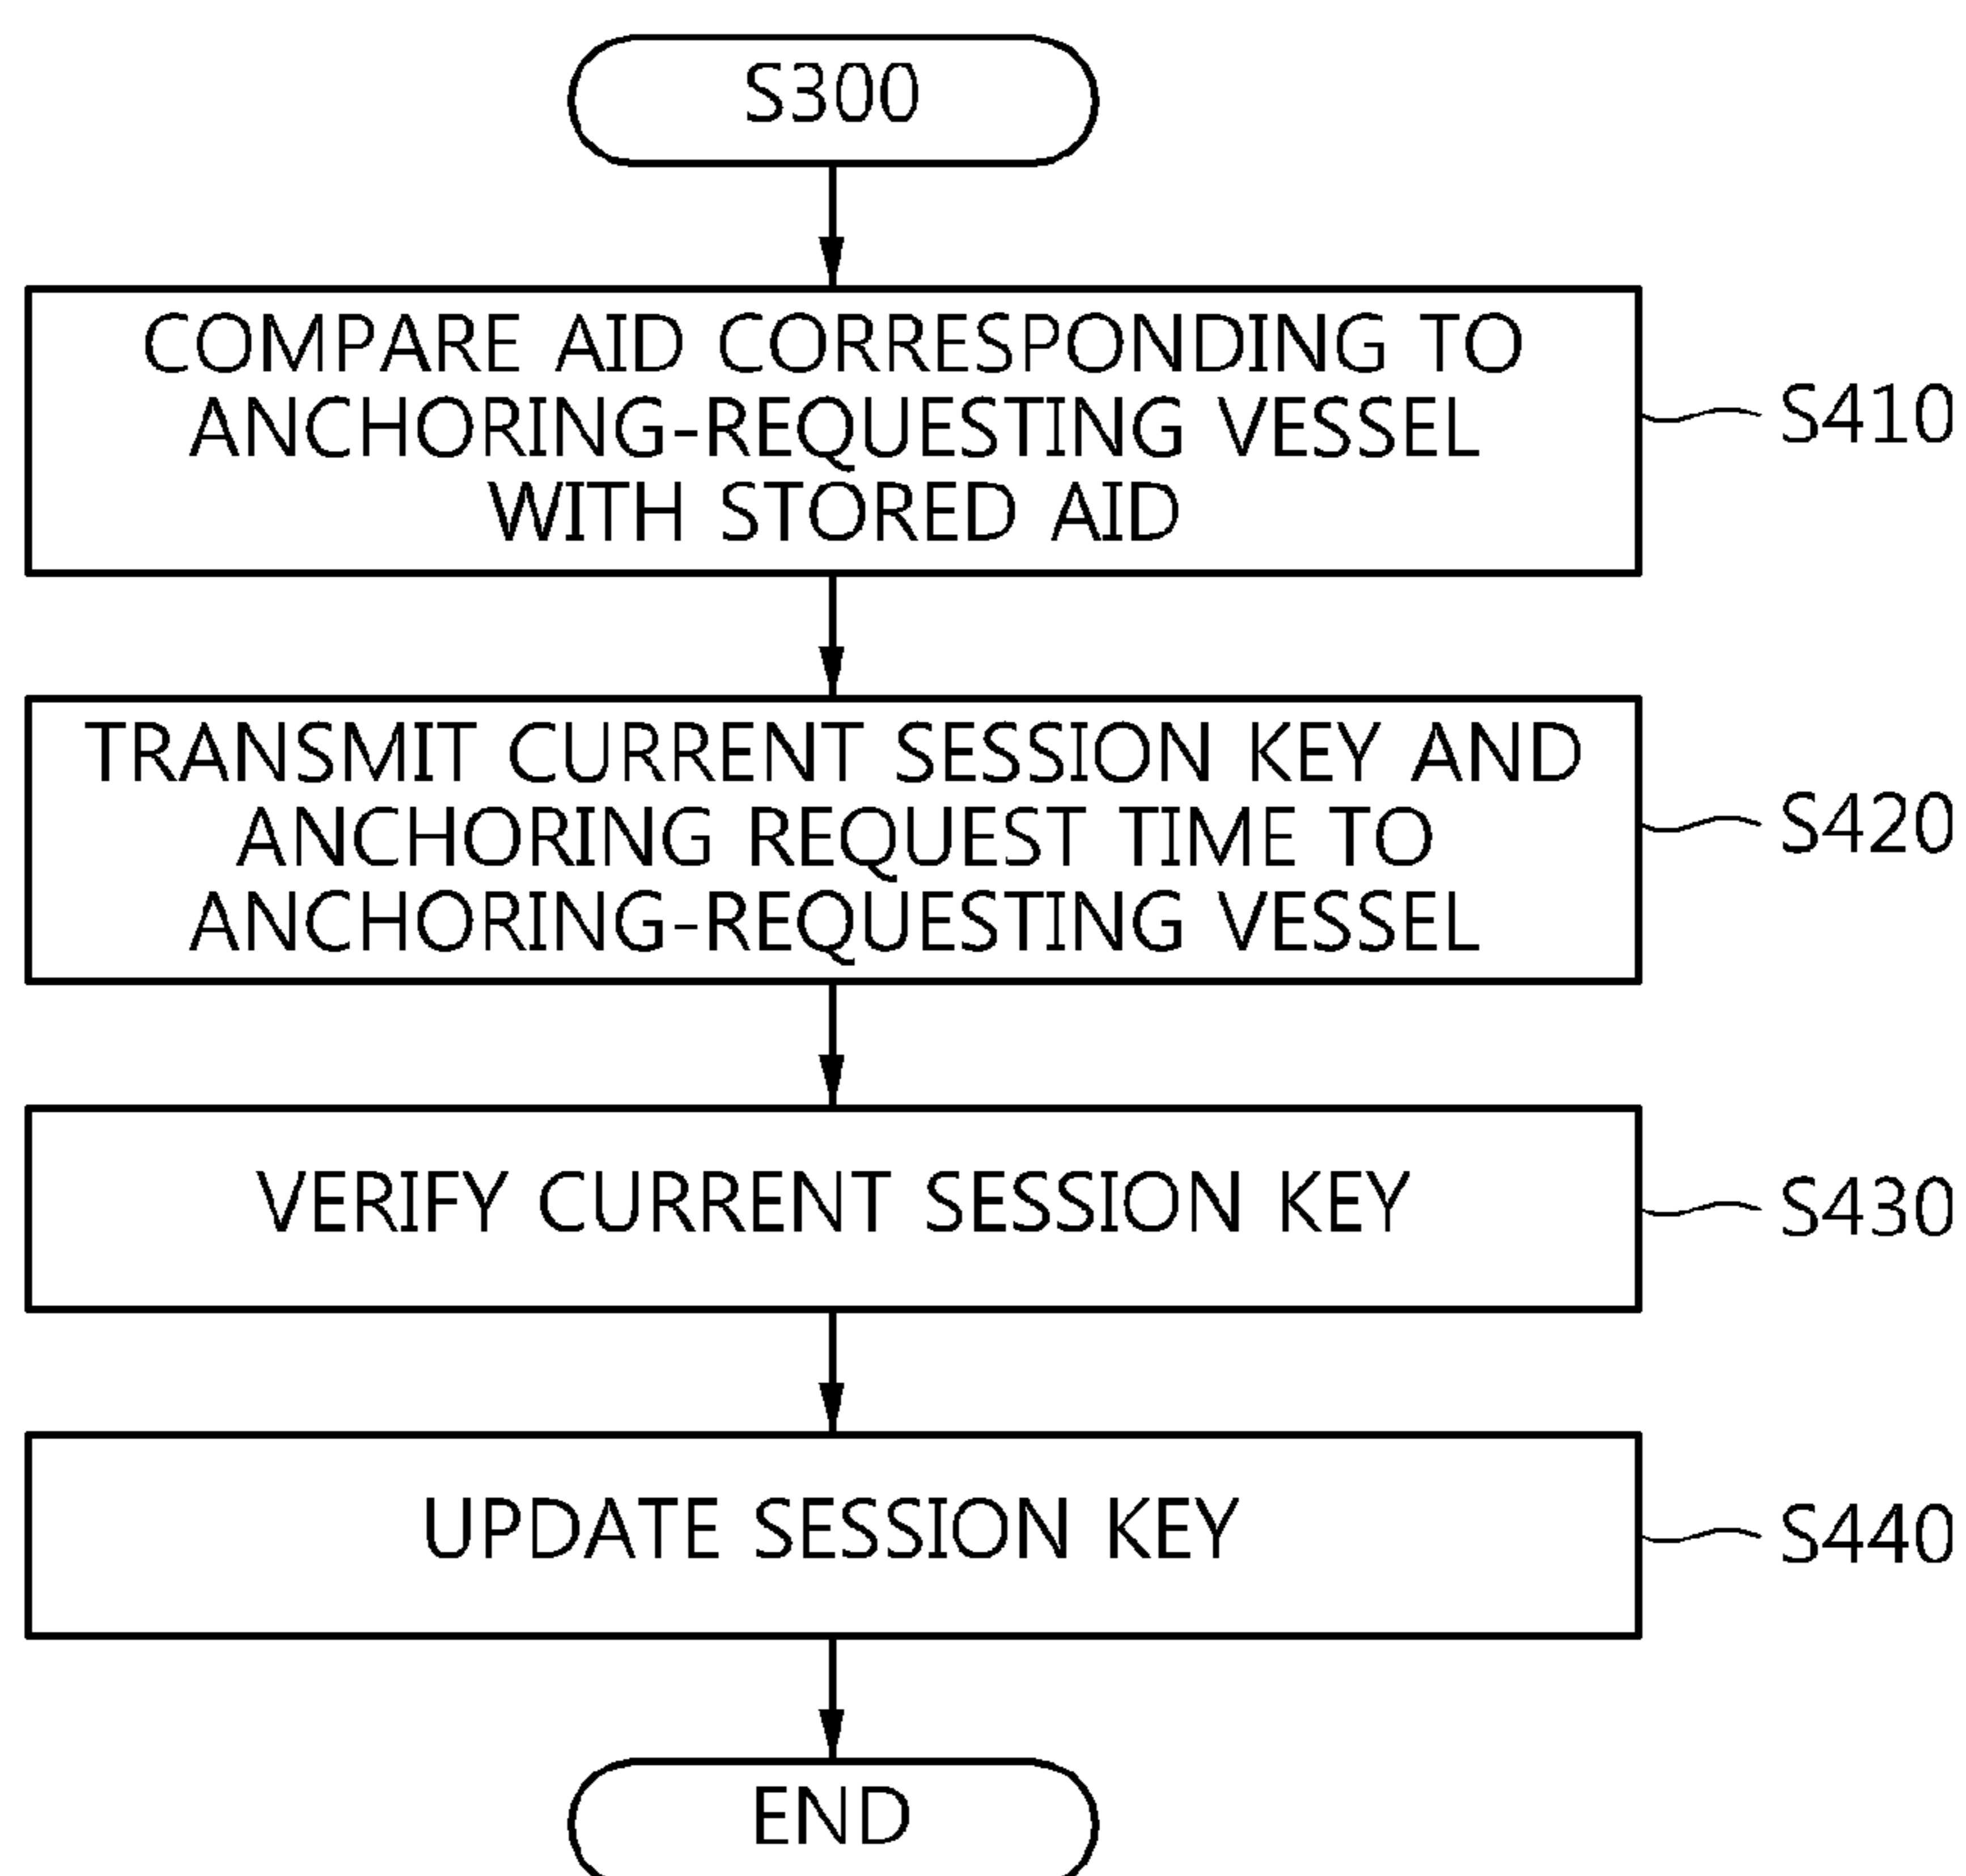 S300
COMPARE AID CORRESPONDING TO
ANCHORING-REQUESTING VESSEL
WITH STORED AID
S410
TRANSMIT CURRENT SESSION KEY AND
ANCHORING REQUEST TIME TO
ANCHORING-REQUESTING VESSEL
S420
VERIFY CURRENT SESSION KEY
S430
UPDATE SESSION KEY
S440
END